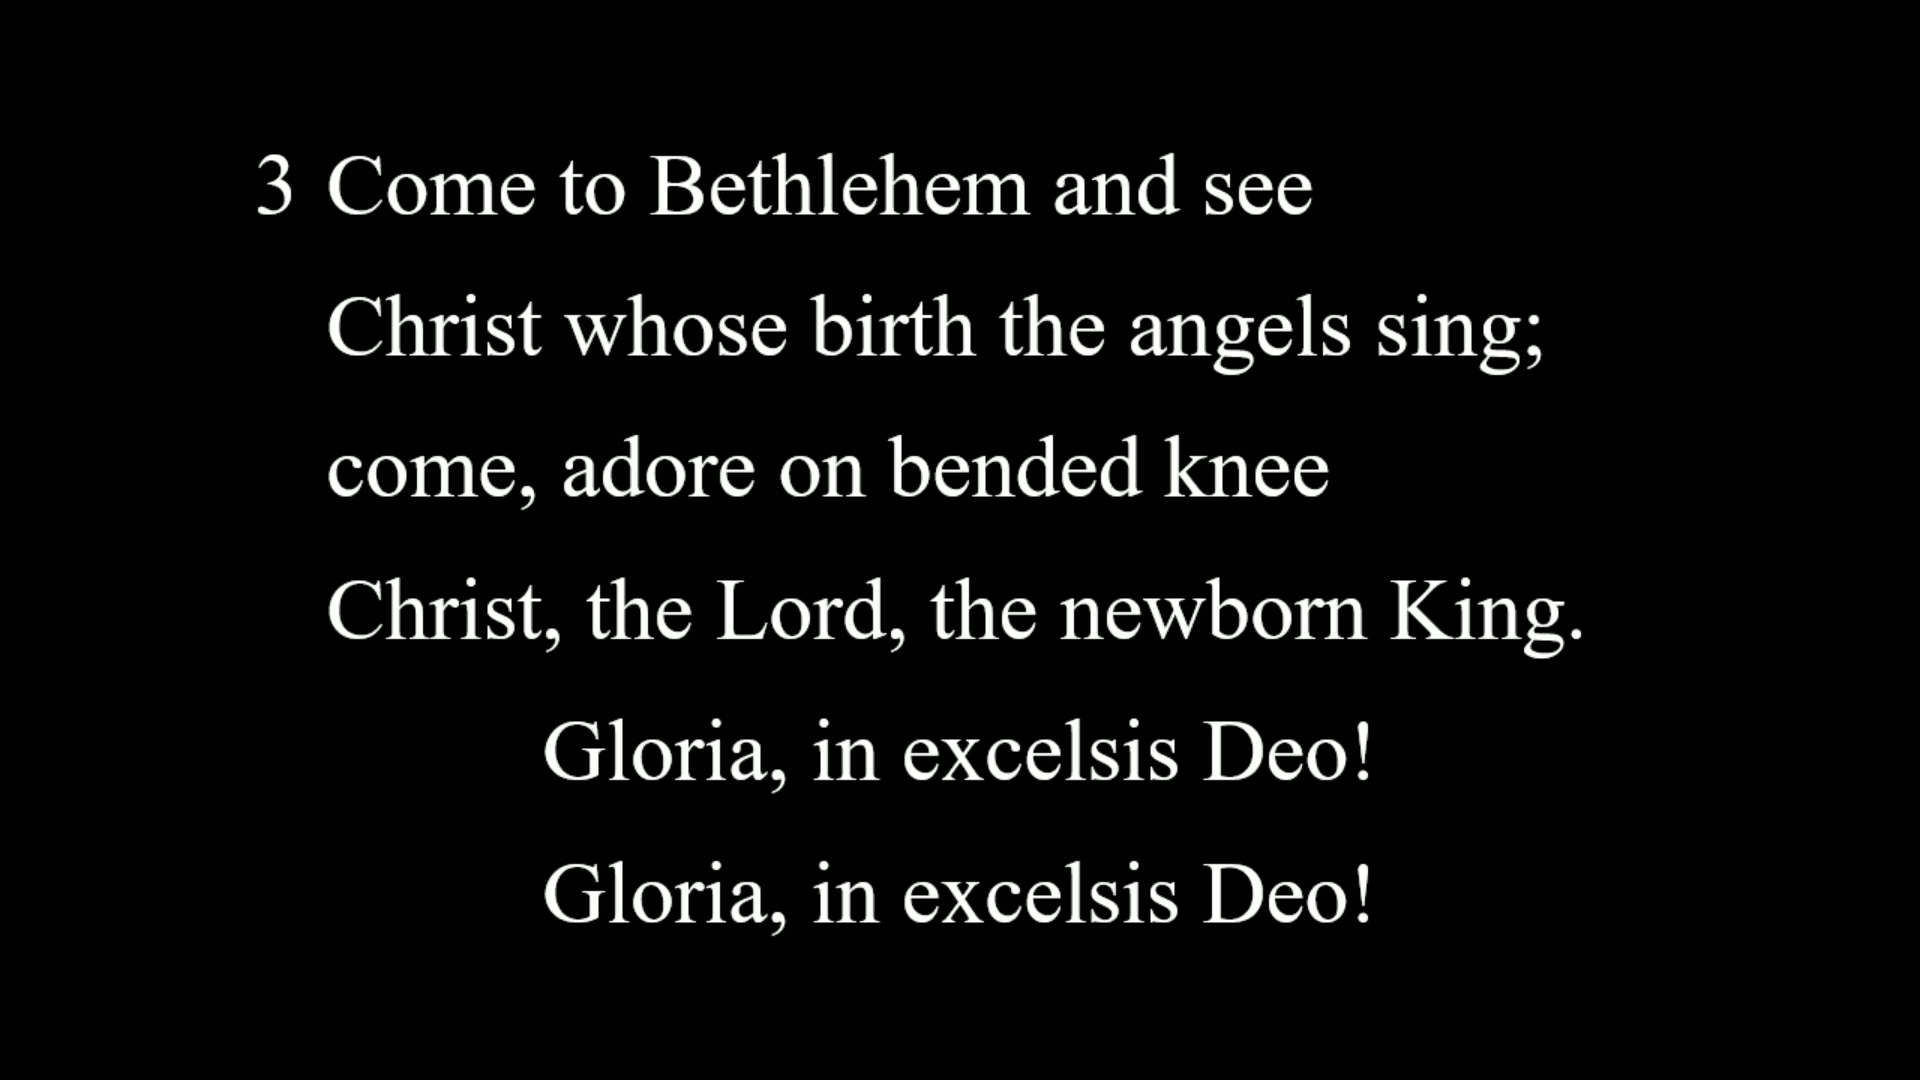 3 Come to Bethlehem and see
Christ whose birth the angels sing;
come, adore on bended knee
Christ, the Lord, the newborn King.
Gloria, in excelsis Deo!
Gloria, in excelsis Deo!